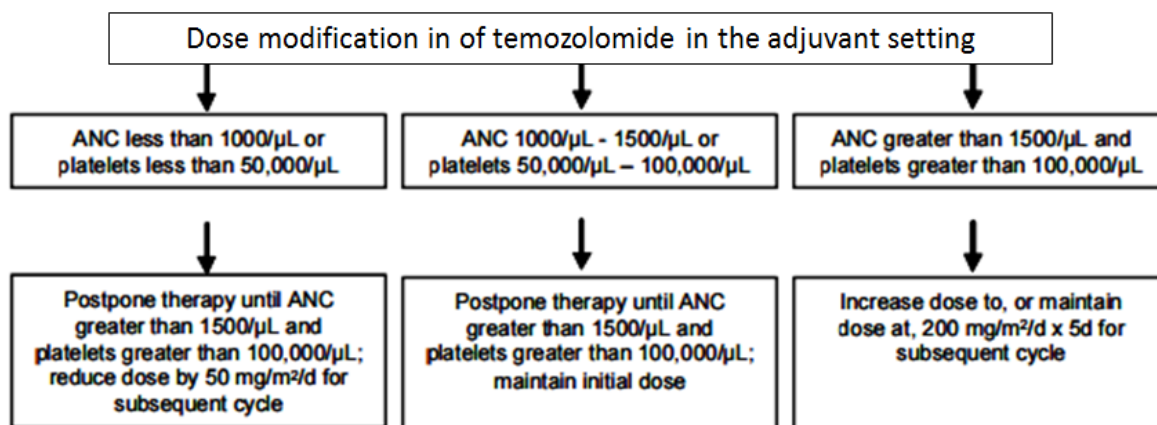 Dose modification in of temozolomide in the adjuvant setting
ANC less than 1000/µL or
platelets less than 50,000/µL
ANC 1000/µL - 1500/µL or
platelets 50,000/µL – 100,000/µL
ANC greater than 1500/µL and
platelets greater than 100,000/µL
Postpone therapy until ANC
greater than 1500/µL and
platelets greater than 100,000/µL;
reduce dose by 50 mg/m²/d for
subsequent cycle
Postpone therapy until ANC
greater than 1500/µL and
platelets greater than 100,000/µL;
maintain initial dose
Increase dose to, or maintain
dose at, 200 mg/m²/d x 5d for
subsequent cycle